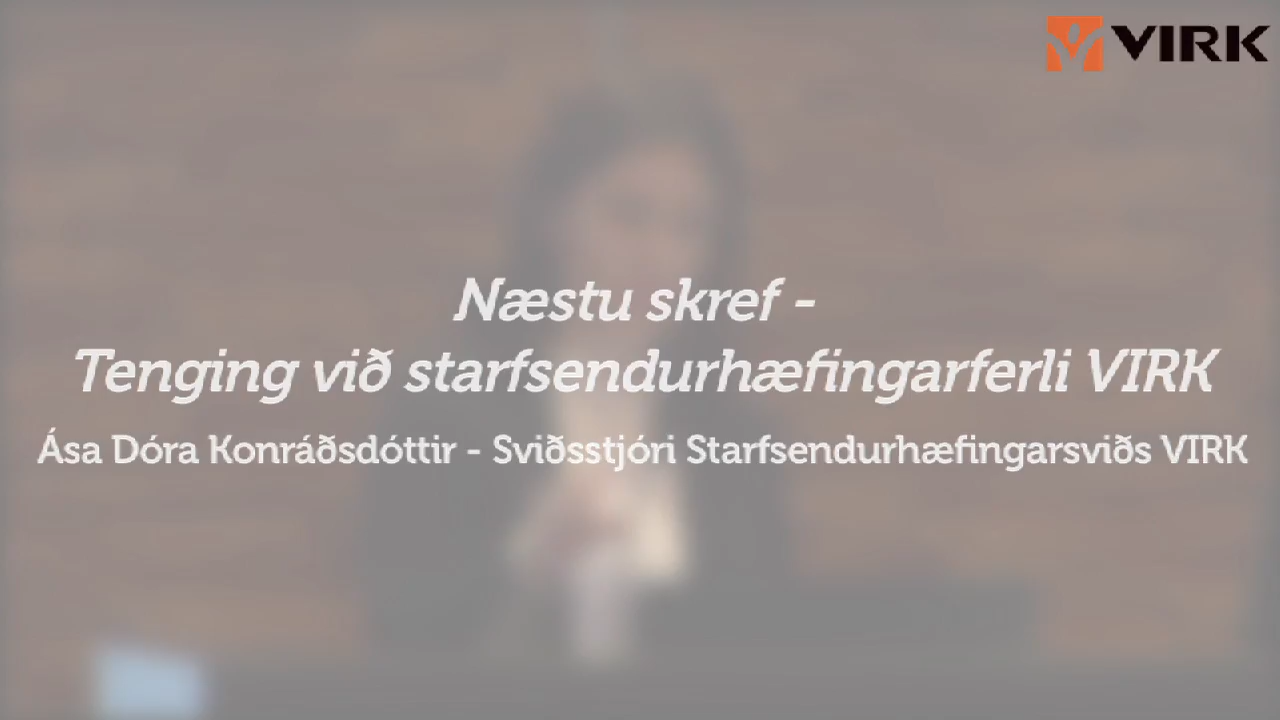 VIRK
Næstu skref -
Tenging við starfsendurhæfingarferli VIRK
Ása Dóra Konráðsdóttir - Sviðsstjóri Starfsendurhæfingarsviðs VIRK